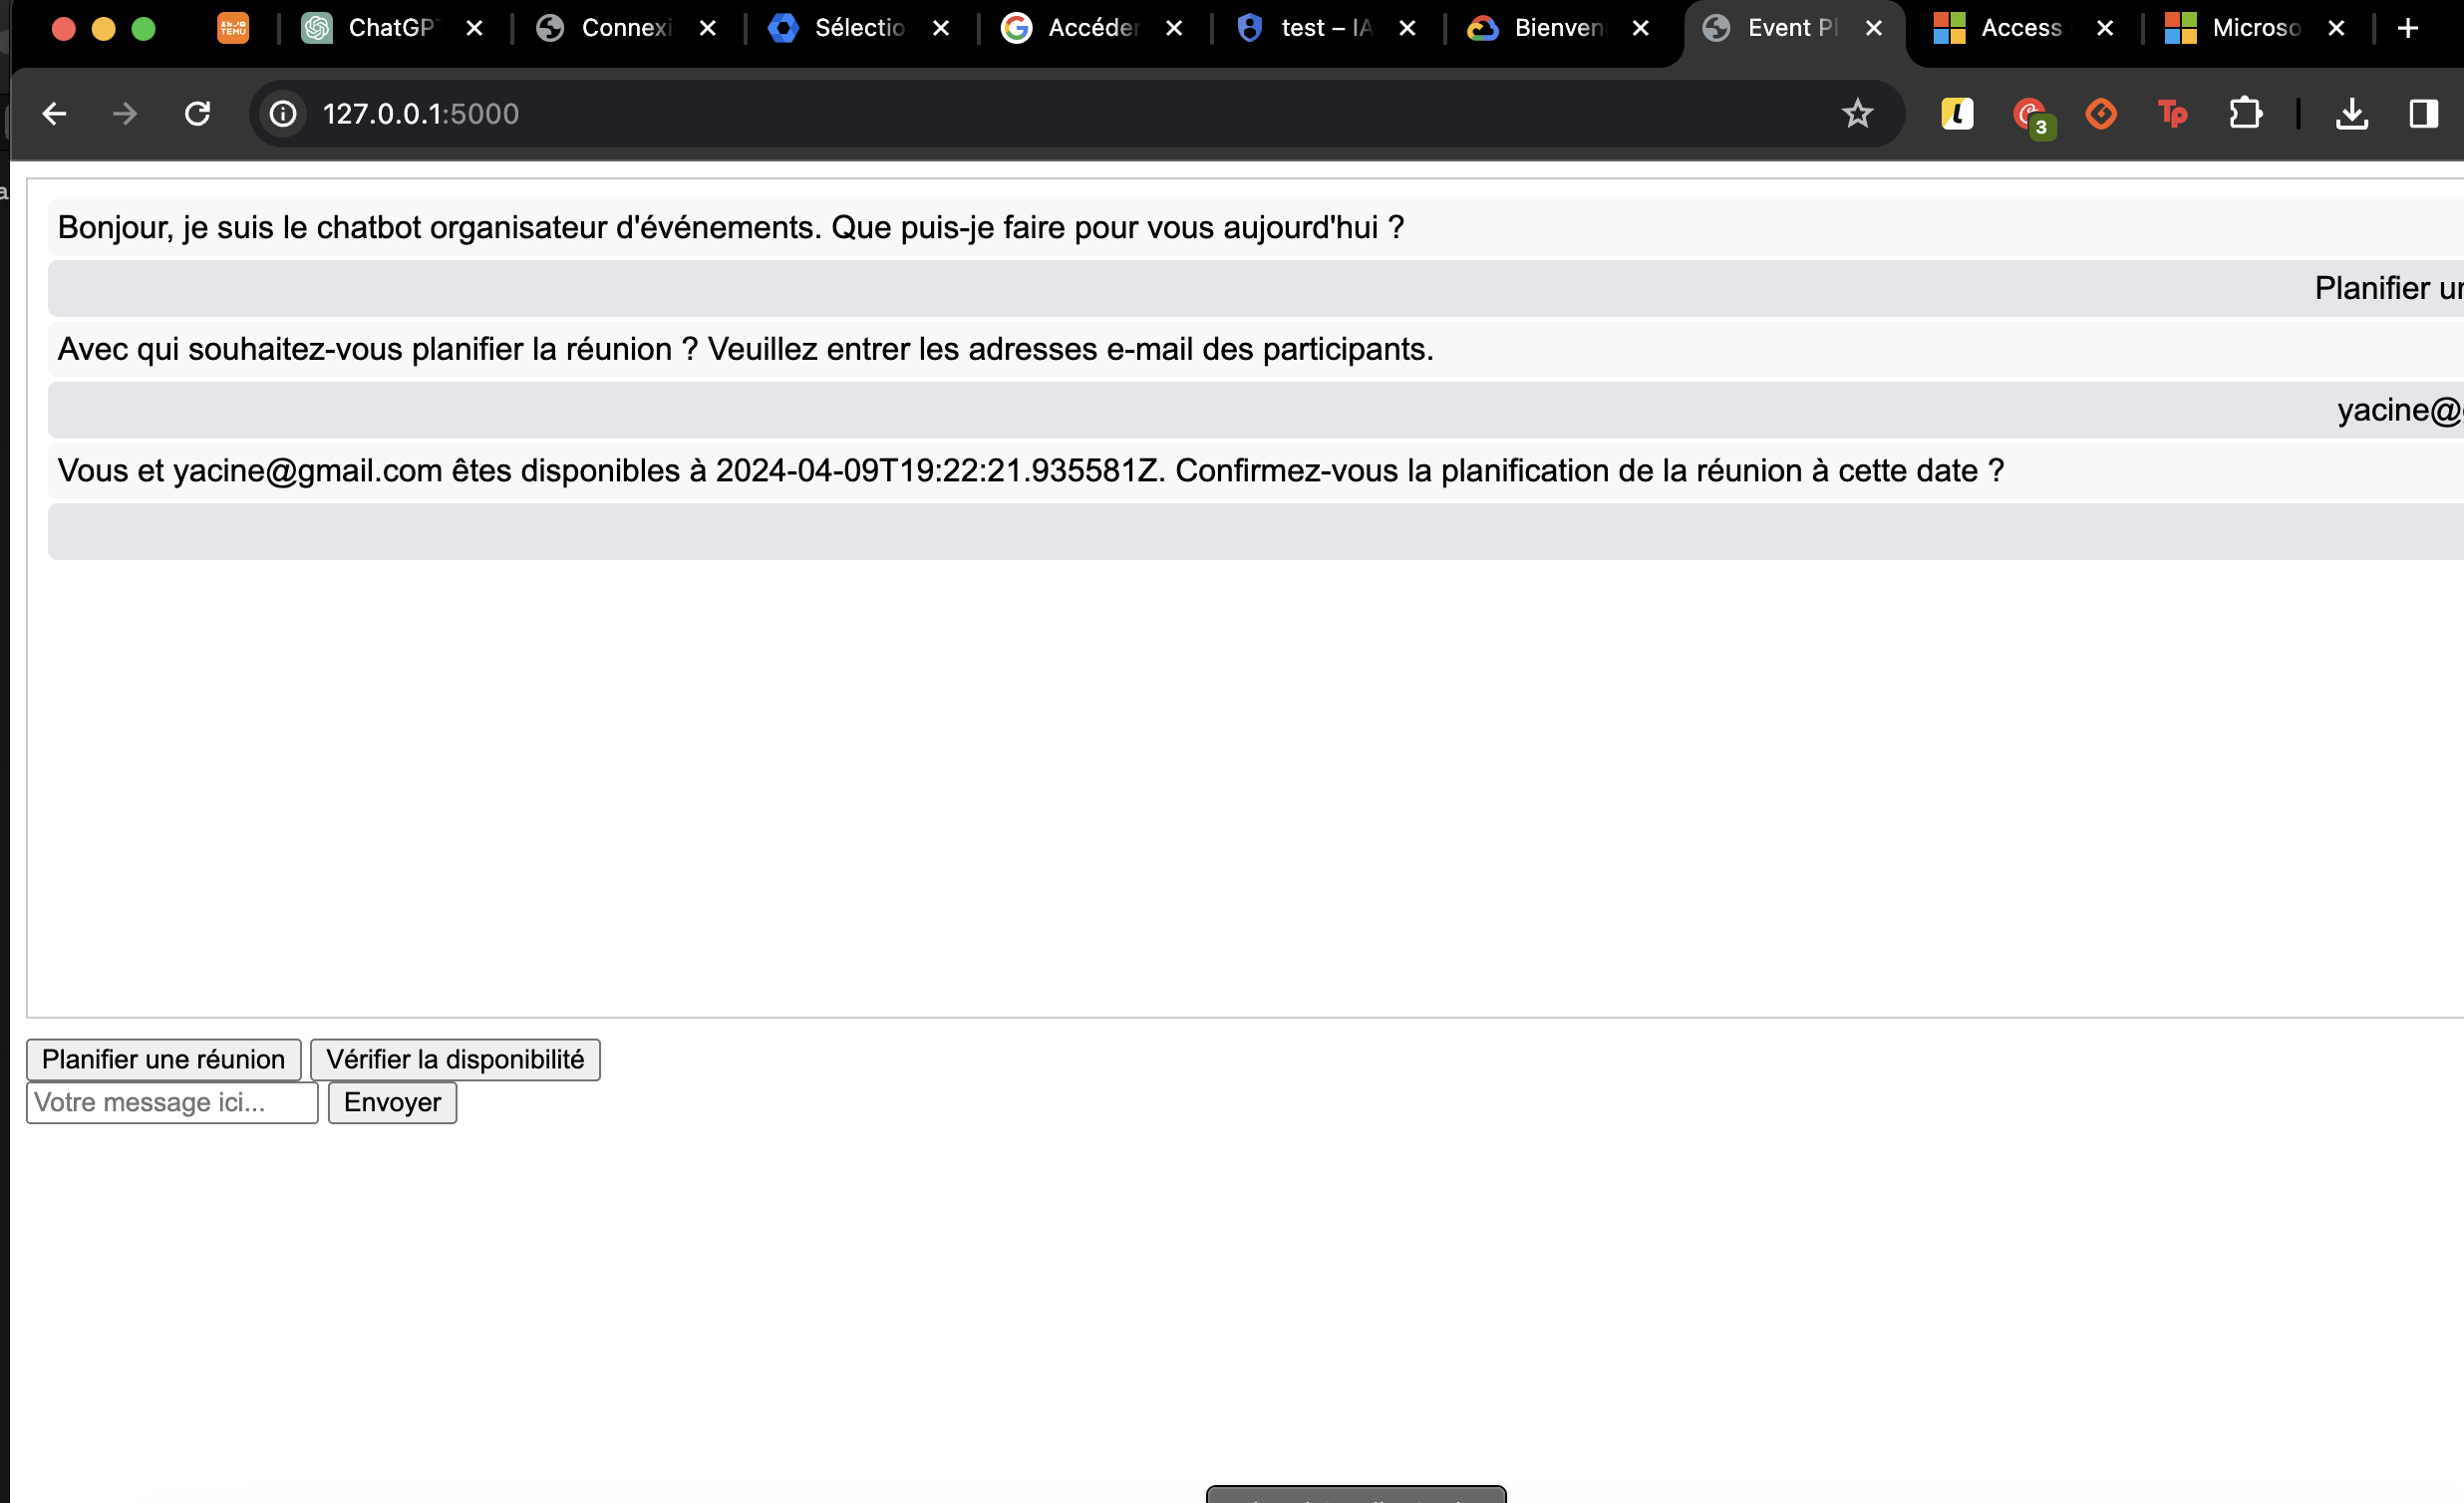 TEMU
ChatGP
Connexi
Sélectio
Accéder
test – IA
Bienven
Event Pl
Access
Microso
127.0.0.1:5000
3
Bonjour, je suis le chatbot organisateur d'événements. Que puis-je faire pour vous aujourd'hui ?
Planifier
Avec qui souhaitez-vous planifier la réunion ? Veuillez entrer les adresses e-mail des participants.
yacine@
Vous et yacine@gmail.com êtes disponibles à 2024-04-09T19:22:21.935581Z. Confirmez-vous la planification de la réunion à cette date ?
Planifier une réunion
Vérifier la disponibilité
Votre message ici...
Envoyer